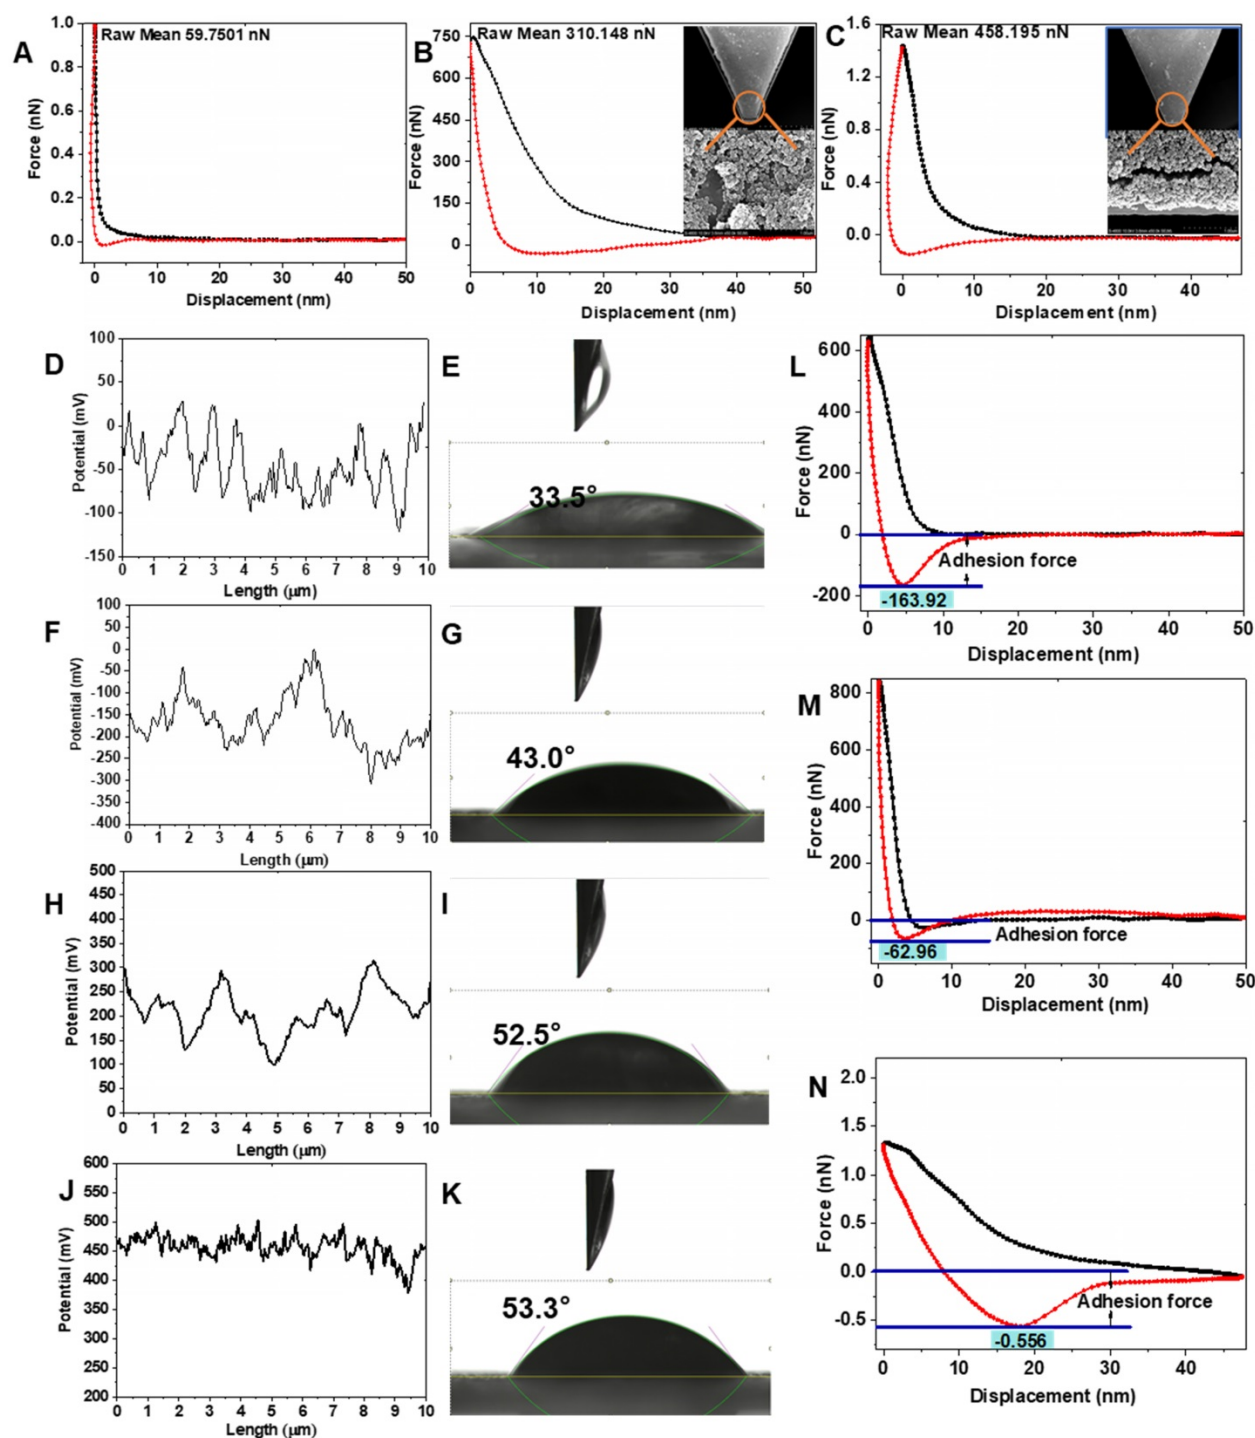 A
Raw Mean 59.7501 nN
Force (nN)
1.0
0.8
0.6
0.4
0.2
0.0
0 10 20 30 40 50
Displacement (nm)
B
Raw Mean 310.148 nN
Force (nN)
750
600
450
300
150
0
0 10 20 30 40 50
Displacement (nm)
C
Raw Mean 458.195 nN
Force (nN)
1.6
1.2
0.8
0.4
0.0
0 10 20 30 40
Displacement (nm)
D
Potential (mV)
100
50
0
-50
-100
-150
0 1 2 3 4 5 6 7 8 9 10
Length (μm)
E
33.5°
L
Force (nN)
600
400
200
0
-200
Adhesion force
-163.92
0 10 20 30 40 50
Displacement (nm)
F
Potential (mV)
100
50
0
-50
-100
-150
-200
-250
-300
-350
-400
0 1 2 3 4 5 6 7 8 9 10
Length (μm)
G
43.0°
M
Force (nN)
800
600
400
200
0
Adhesion force
-62.96
0 10 20 30 40 50
Displacement (nm)
H
Potential (mV)
500
450
400
350
300
250
200
150
100
50
0
0 1 2 3 4 5 6 7 8 9 10
Length (μm)
I
52.5°
N
Force (nN)
2.0
1.5
1.0
0.5
0.0
-0.5
Adhesion force
-0.556
0 10 20 30 40
Displacement (nm)
J
Potential (mV)
600
550
500
450
400
350
300
250
200
0 1 2 3 4 5 6 7 8 9 10
Length (μm)
K
53.3°